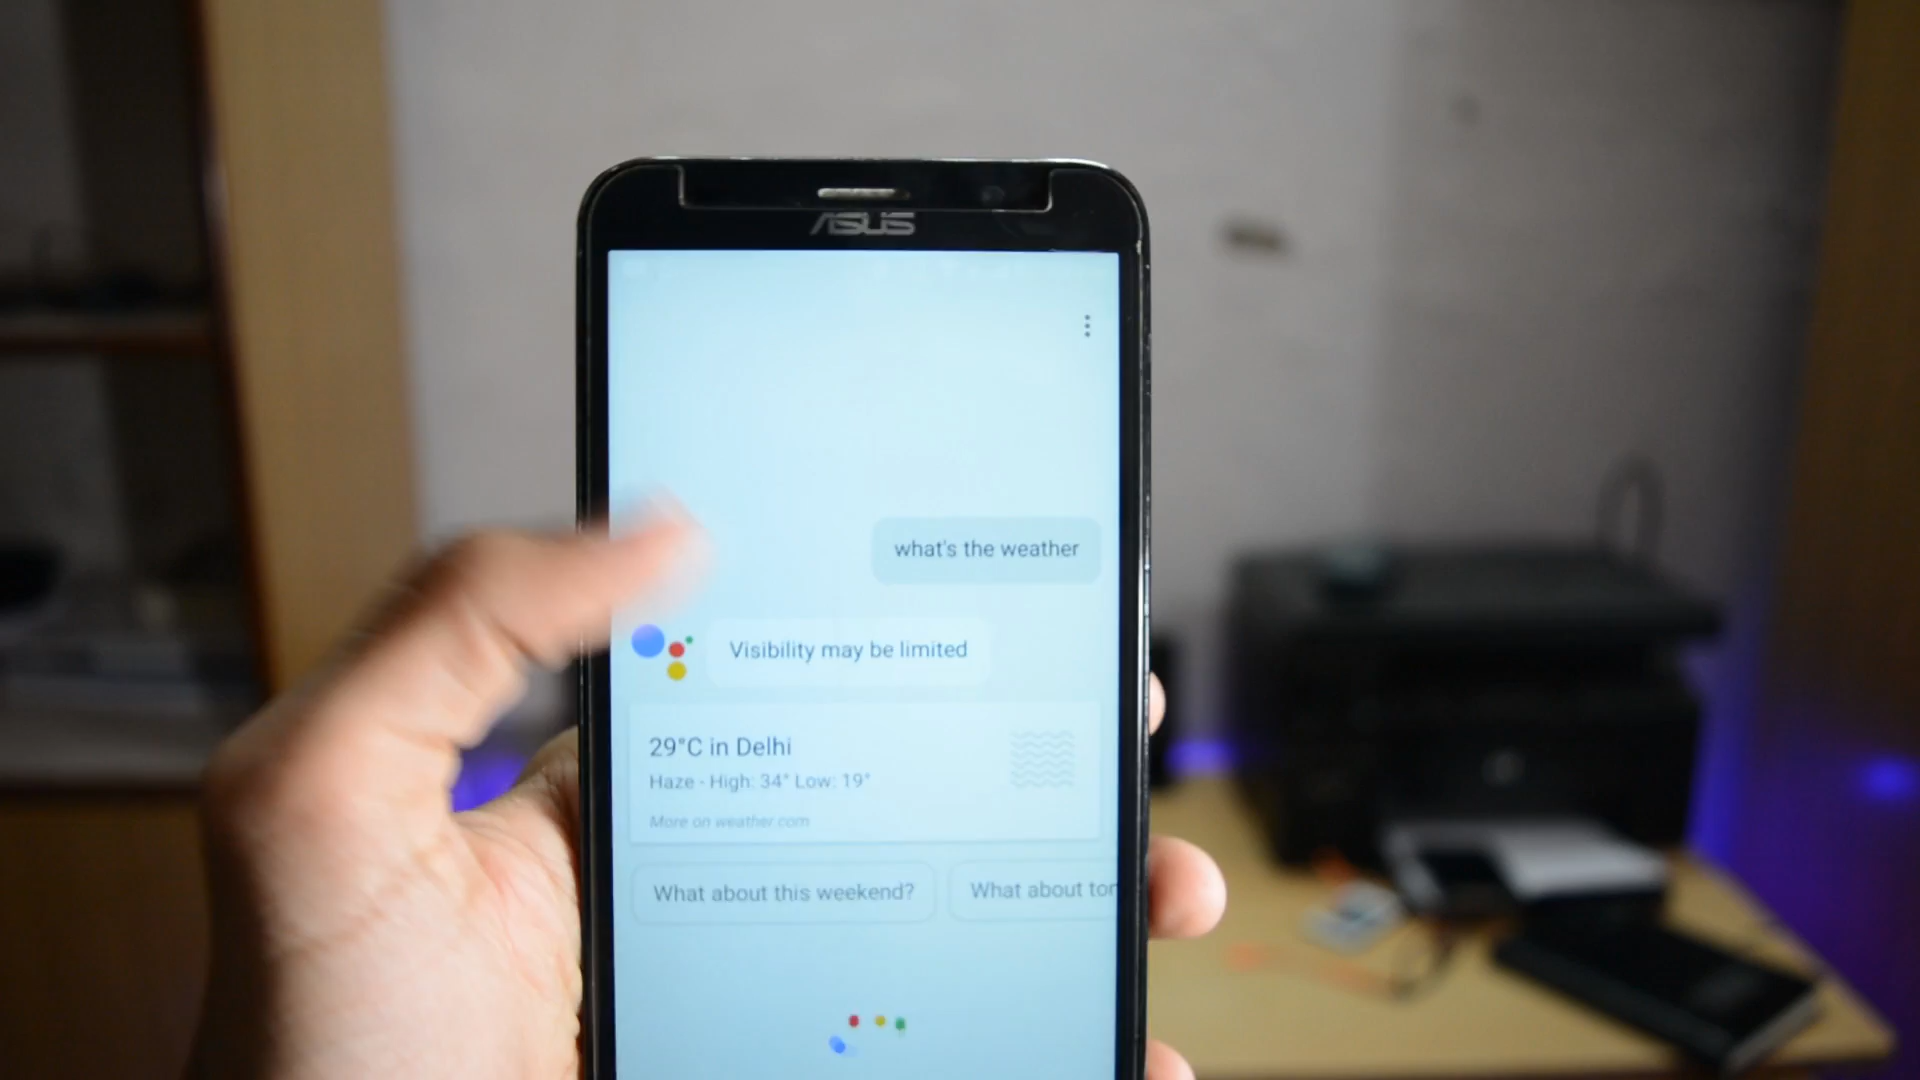 ASUS
what's the weather
Visibility may be limited
29°C in Delhi
Haze - High: 34° Low: 19°
More on weather.com
What about this weekend?
What about tor